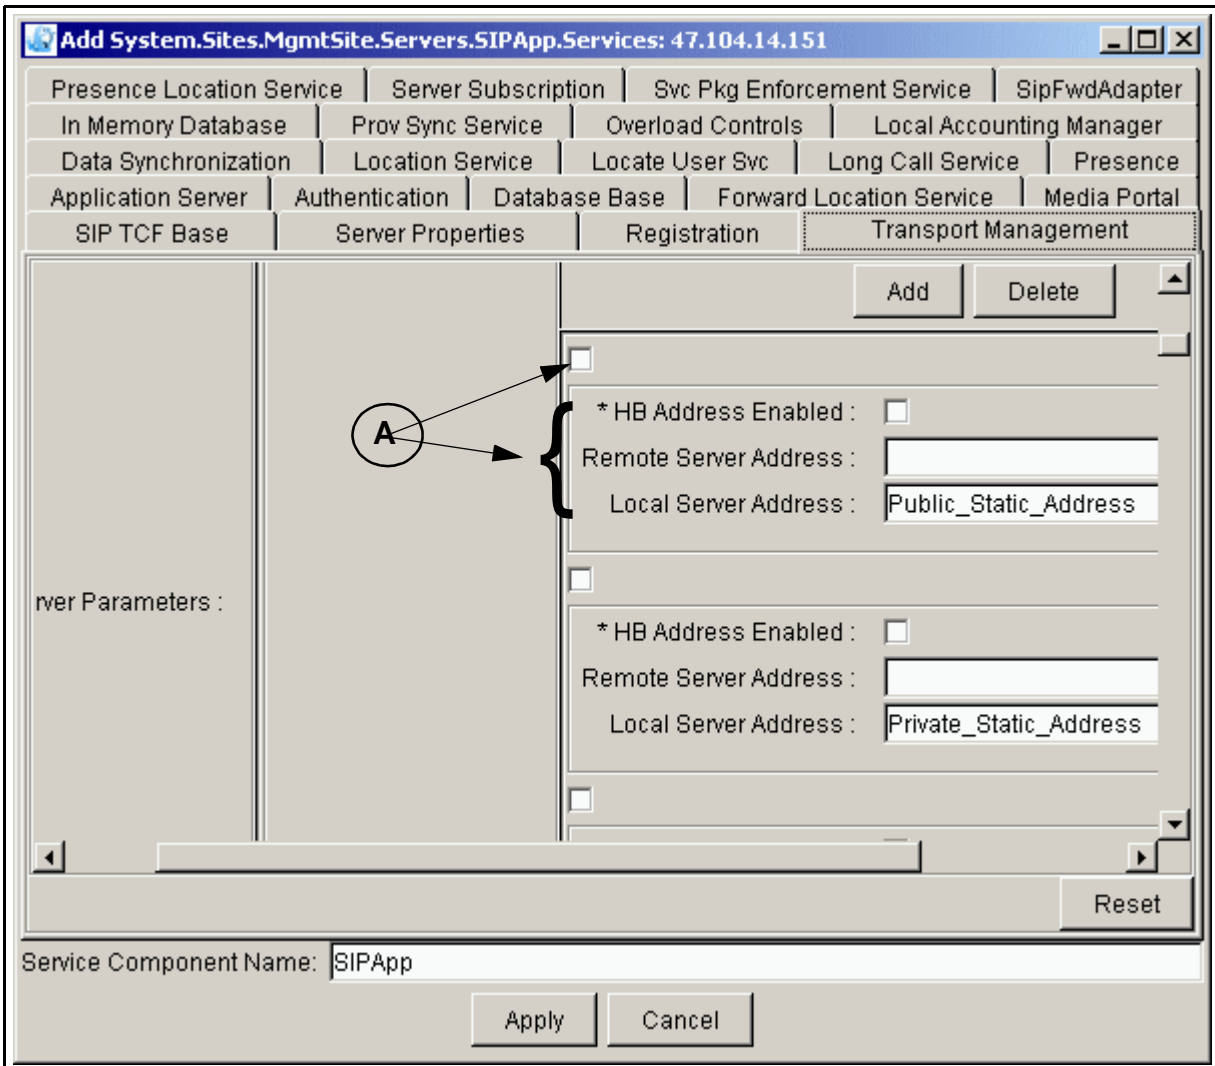 Add System.Sites.MgmtSite.Servers.SIPApp.Services: 47.104.14.151
Presence Location Service Server Subscription Svc Pkg Enforcement Service SipFwdAdapter
In Memory Database Prov Sync Service Overload Controls Local Accounting Manager
Data Synchronization Location Service Locate User Svc Long Call Service Presence
Application Server Authentication Database Base Forward Location Service Media Portal
SIP TCF Base Server Properties Registration Transport Management
Add Delete
A
* HB Address Enabled :
Remote Server Address :
Local Server Address : Public_Static_Address
rver Parameters :
* HB Address Enabled :
Remote Server Address :
Local Server Address : Private_Static_Address
Reset
Service Component Name: SIPApp
Apply Cancel